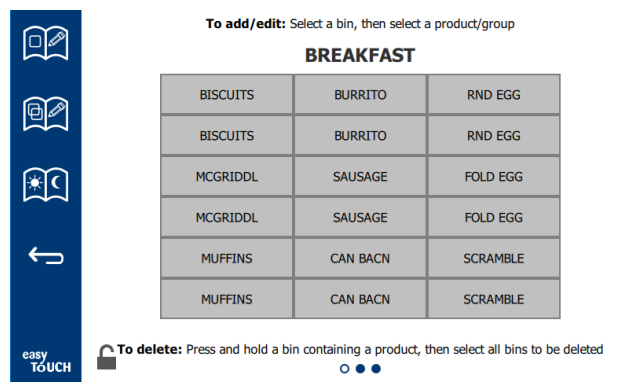 To add/edit: Select a bin, then select a product/group
BREAKFAST
BISCUITS BURRITO RND EGG
BISCUITS BURRITO RND EGG
MCGRIDDL SAUSAGE FOLD EGG
MCGRIDDL SAUSAGE FOLD EGG
MUFFINS CAN BACN SCRAMBLE
MUFFINS CAN BACN SCRAMBLE
To delete: Press and hold a bin containing a product, then select all bins to be deleted
easy
TOUCH